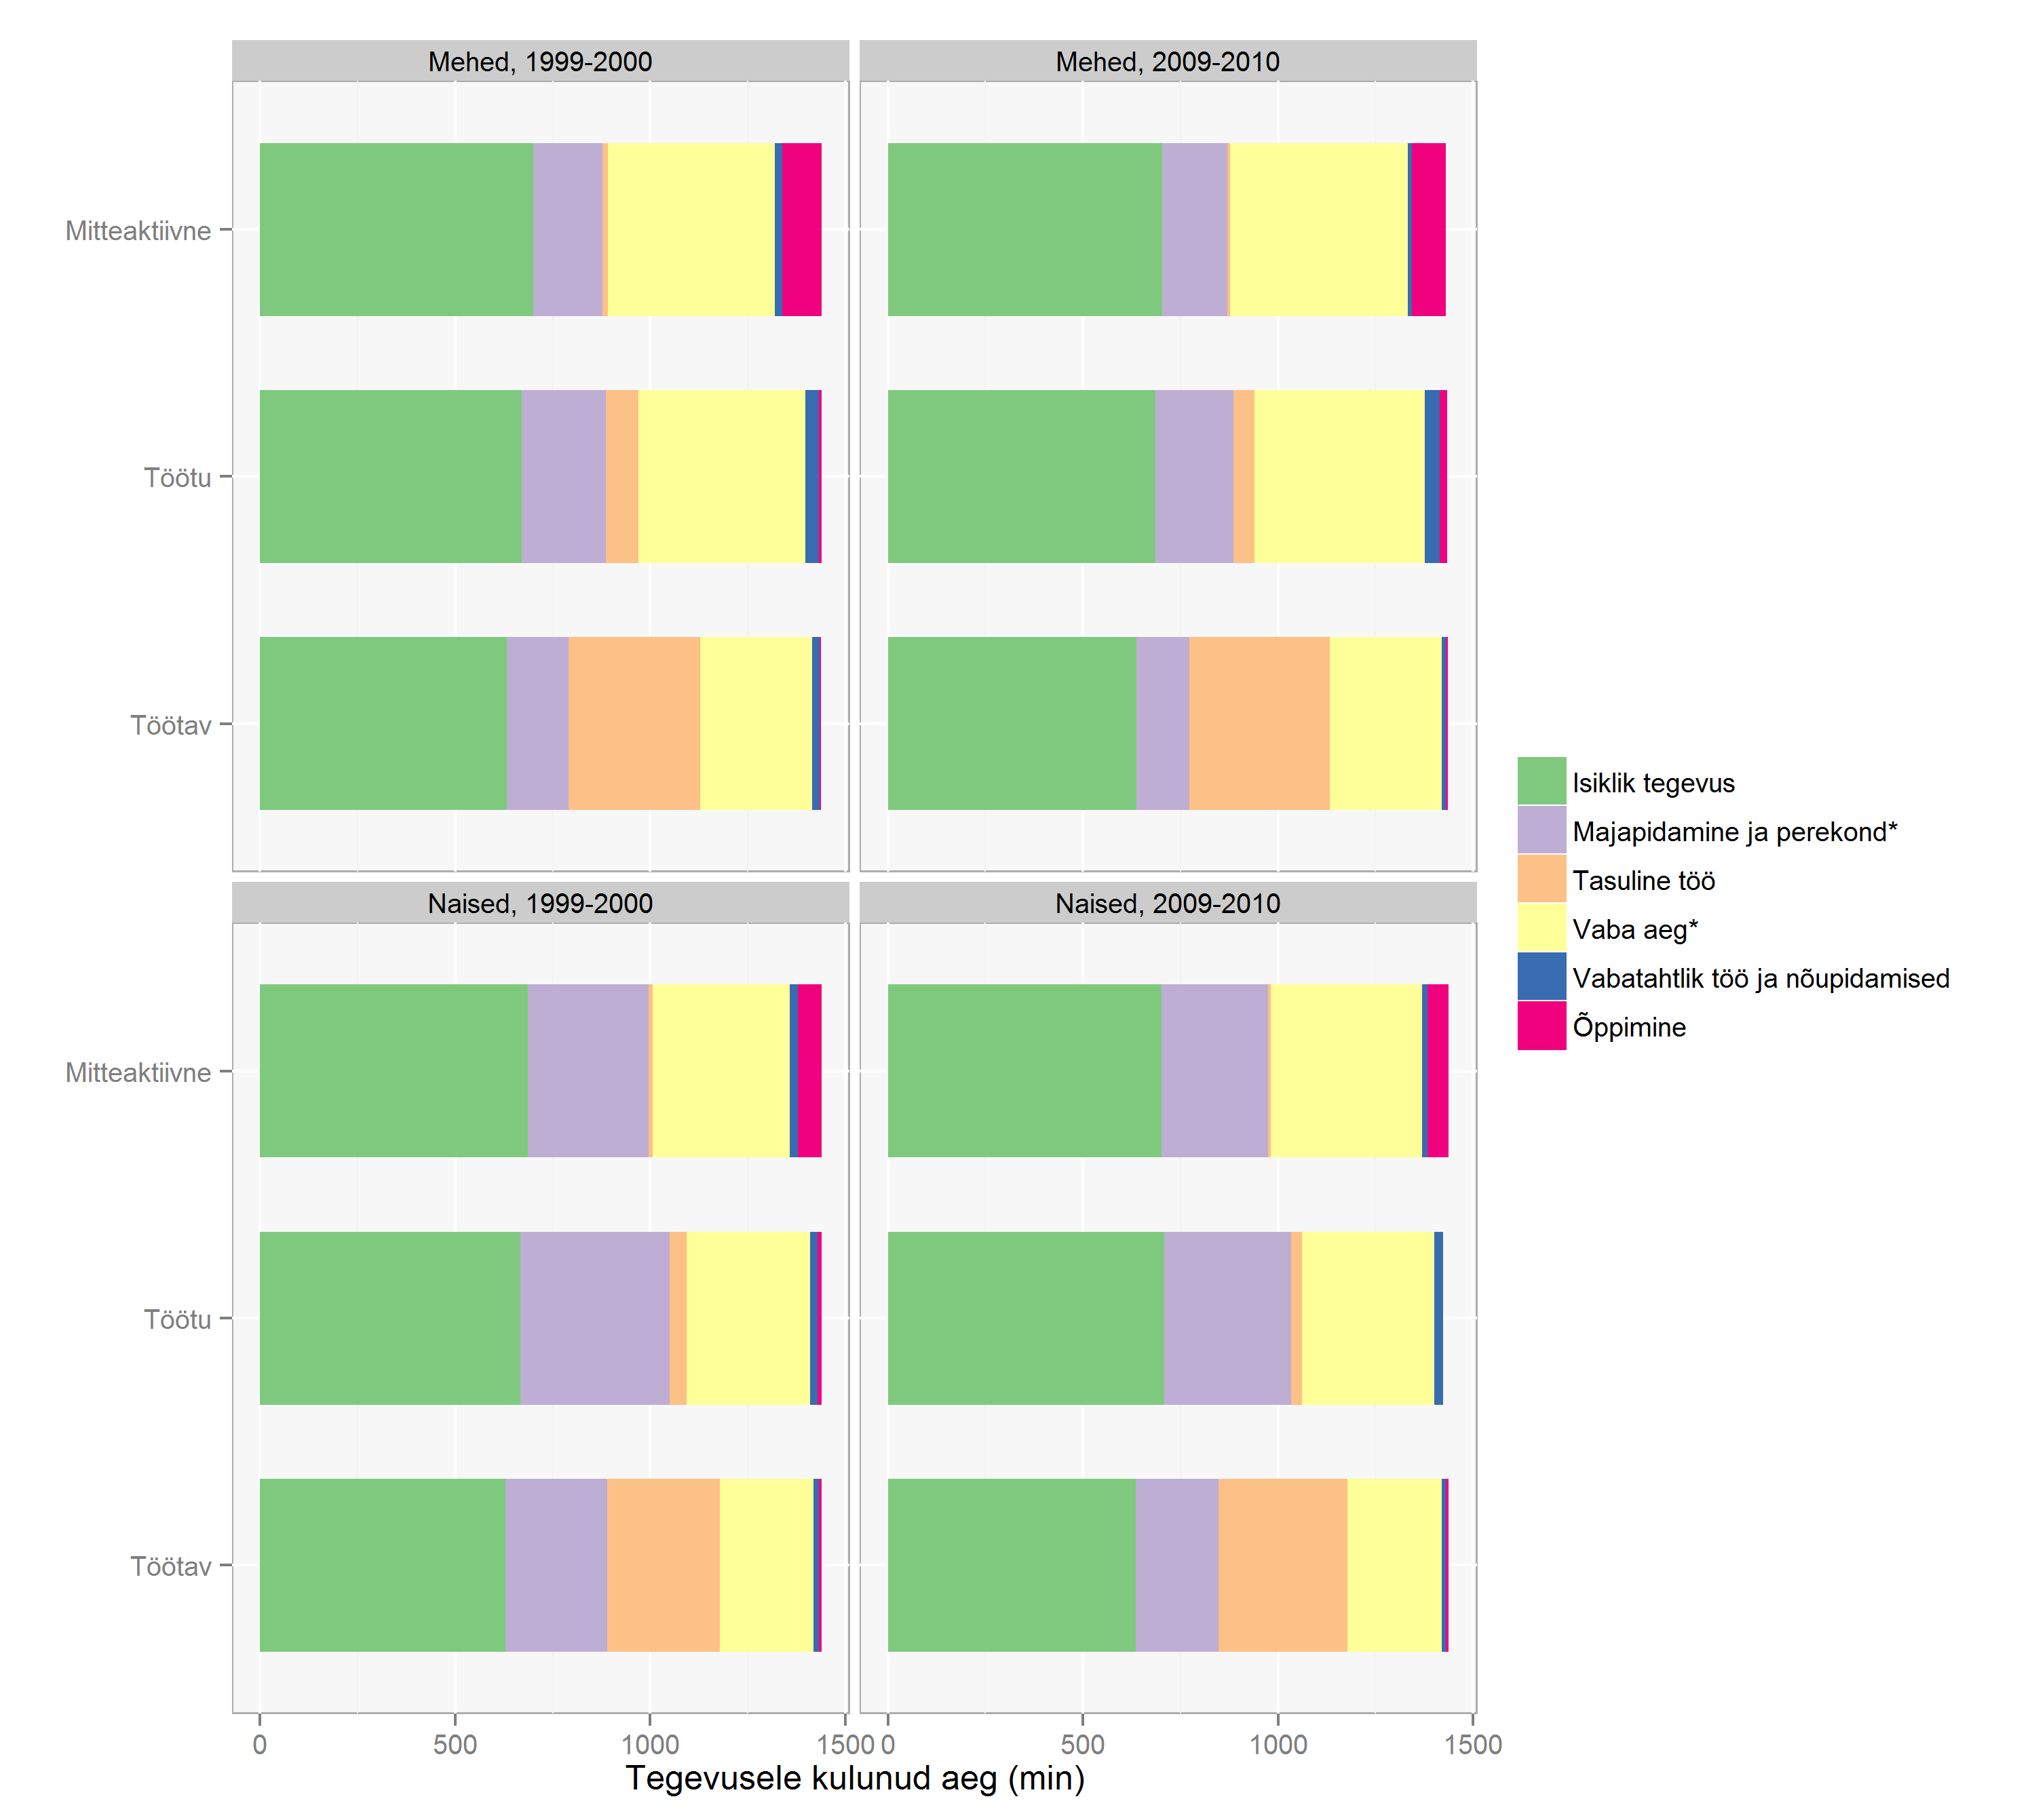 Mehed, 1999-2000
Mehed, 2009-2010
Mitteaktiivne
Töötu
Töötav
Naised, 1999-2000
Naised, 2009-2010
Mitteaktiivne
Töötu
Töötav
0 500 1000 1500 0 500 1000 1500
Tegevusele kulunud aeg (min)
Isiklik tegevus
Majapidamine ja perekond*
Tasuline töö
Vaba aeg*
Vabatahtlik töö ja nõupidamised
Õppimine